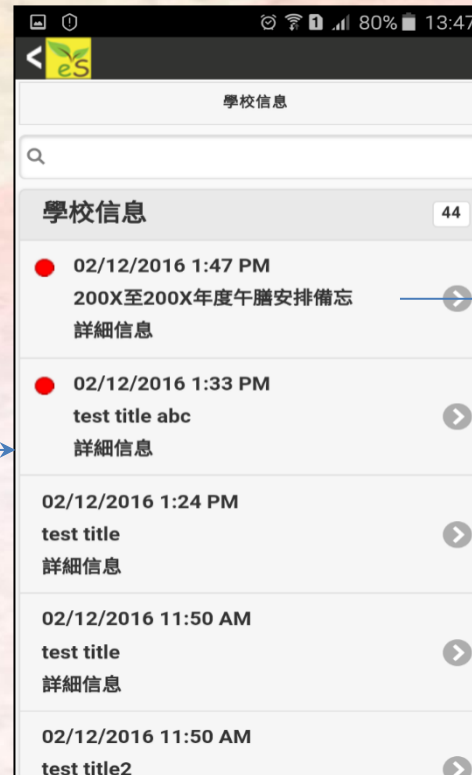 80% 13:47
eS
學校信息
學校信息 44
02/12/2016 1:47 PM
200X至200X年度午膳安排備忘
詳細信息
02/12/2016 1:33 PM
test title abc
詳細信息
02/12/2016 1:24 PM
test title
詳細信息
02/12/2016 11:50 AM
test title
詳細信息
02/12/2016 11:50 AM
test title2